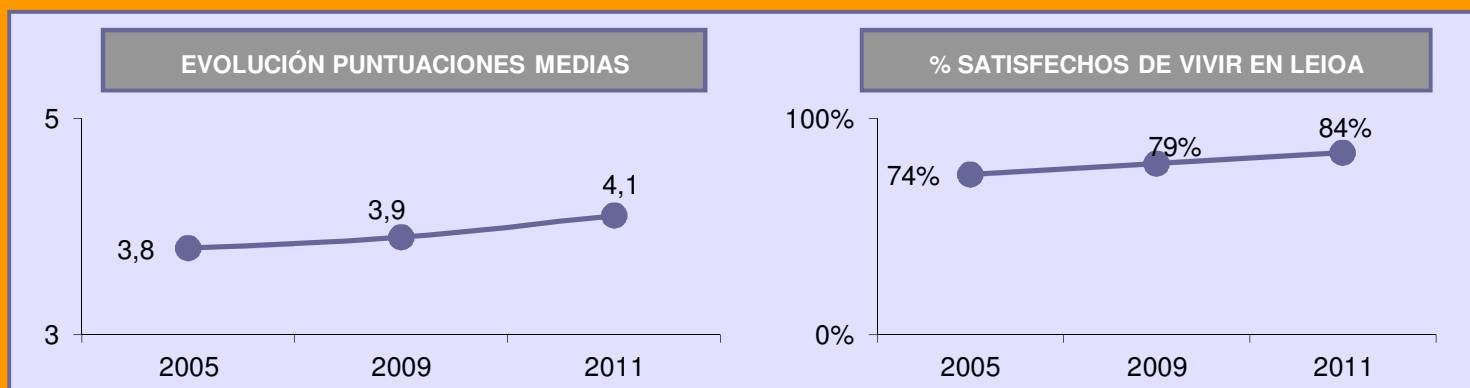 EVOLUCIÓN PUNTUACIONES MEDIAS
5
4,1
3,9
3,8
3
2005 2009 2011
% SATISFECHOS DE VIVIR EN LEIOA
100%
84%
79%
74%
0%
2005 2009 2011